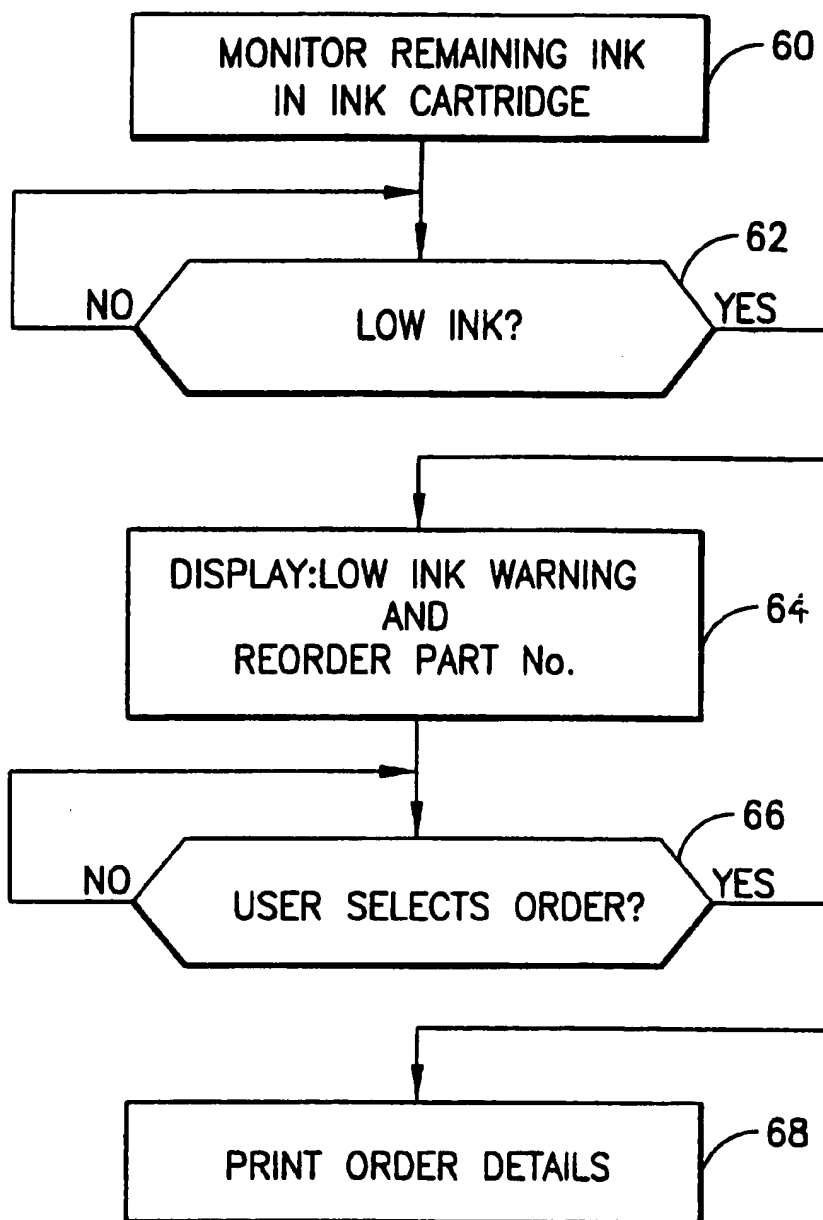 MONITOR REMAINING INK
IN INK CARTRIDGE
60
62
NO
LOW INK?
YES
DISPLAY:LOW INK WARNING
AND
REORDER PART No.
64
66
NO
USER SELECTS ORDER?
YES
PRINT ORDER DETAILS
68